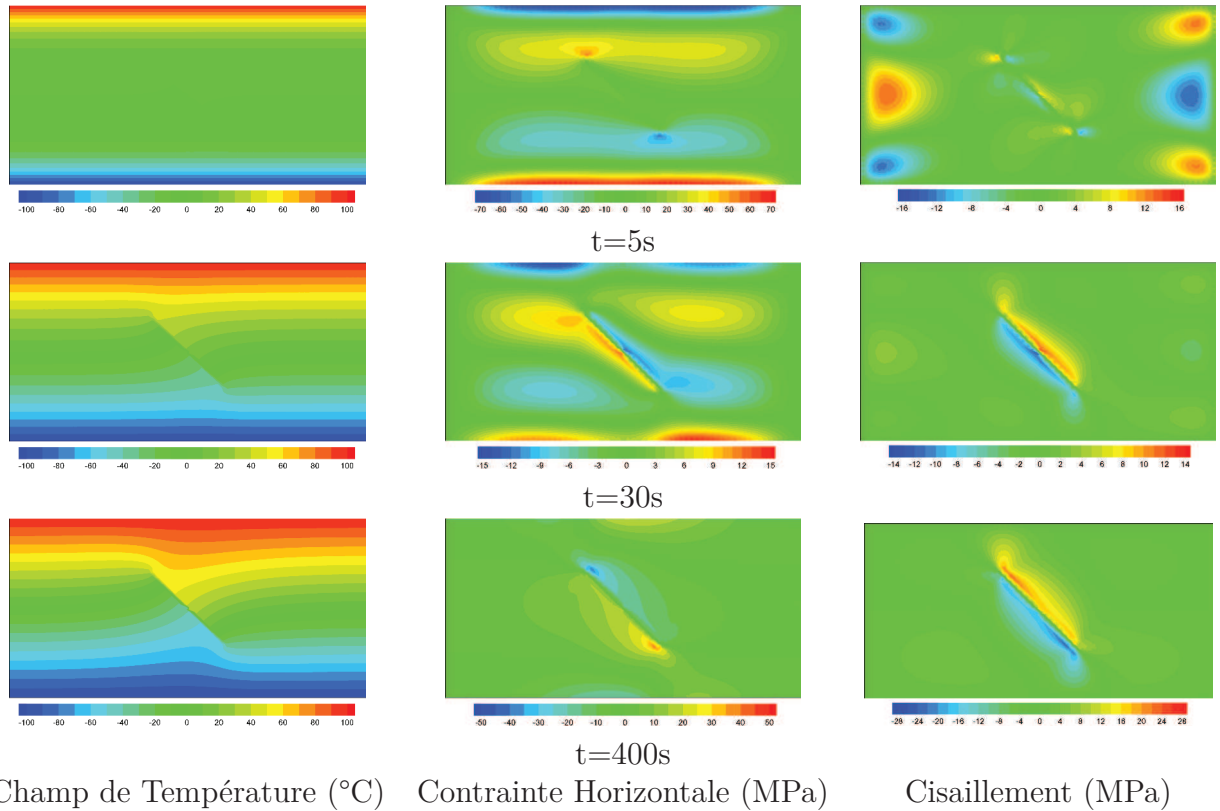 -100 -80 -60 -40 -20 0 20 40 60 80 100
-70 -60 -50 -40 -30 -20 -10 0 10 20 30 40 50 60 70
-16 -12 -8 -4 0 4 8 12 16
t=5s
-100 -80 -60 -40 -20 0 20 40 60 80 100
-15 -12 -9 -6 -3 0 3 6 9 12 15
-14 -12 -10 -8 -6 -4 -2 0 2 4 6 8 10 12 14
t=30s
-100 -80 -60 -40 -20 0 20 40 60 80 100
-50 -40 -30 -20 -10 0 10 20 30 40 50
-28 -24 -20 -16 -12 -8 -4 0 4 8 12 16 20 24 28
t=400s
Champ de Température (°C) Contrainte Horizontale (MPa) Cisaillement (MPa)